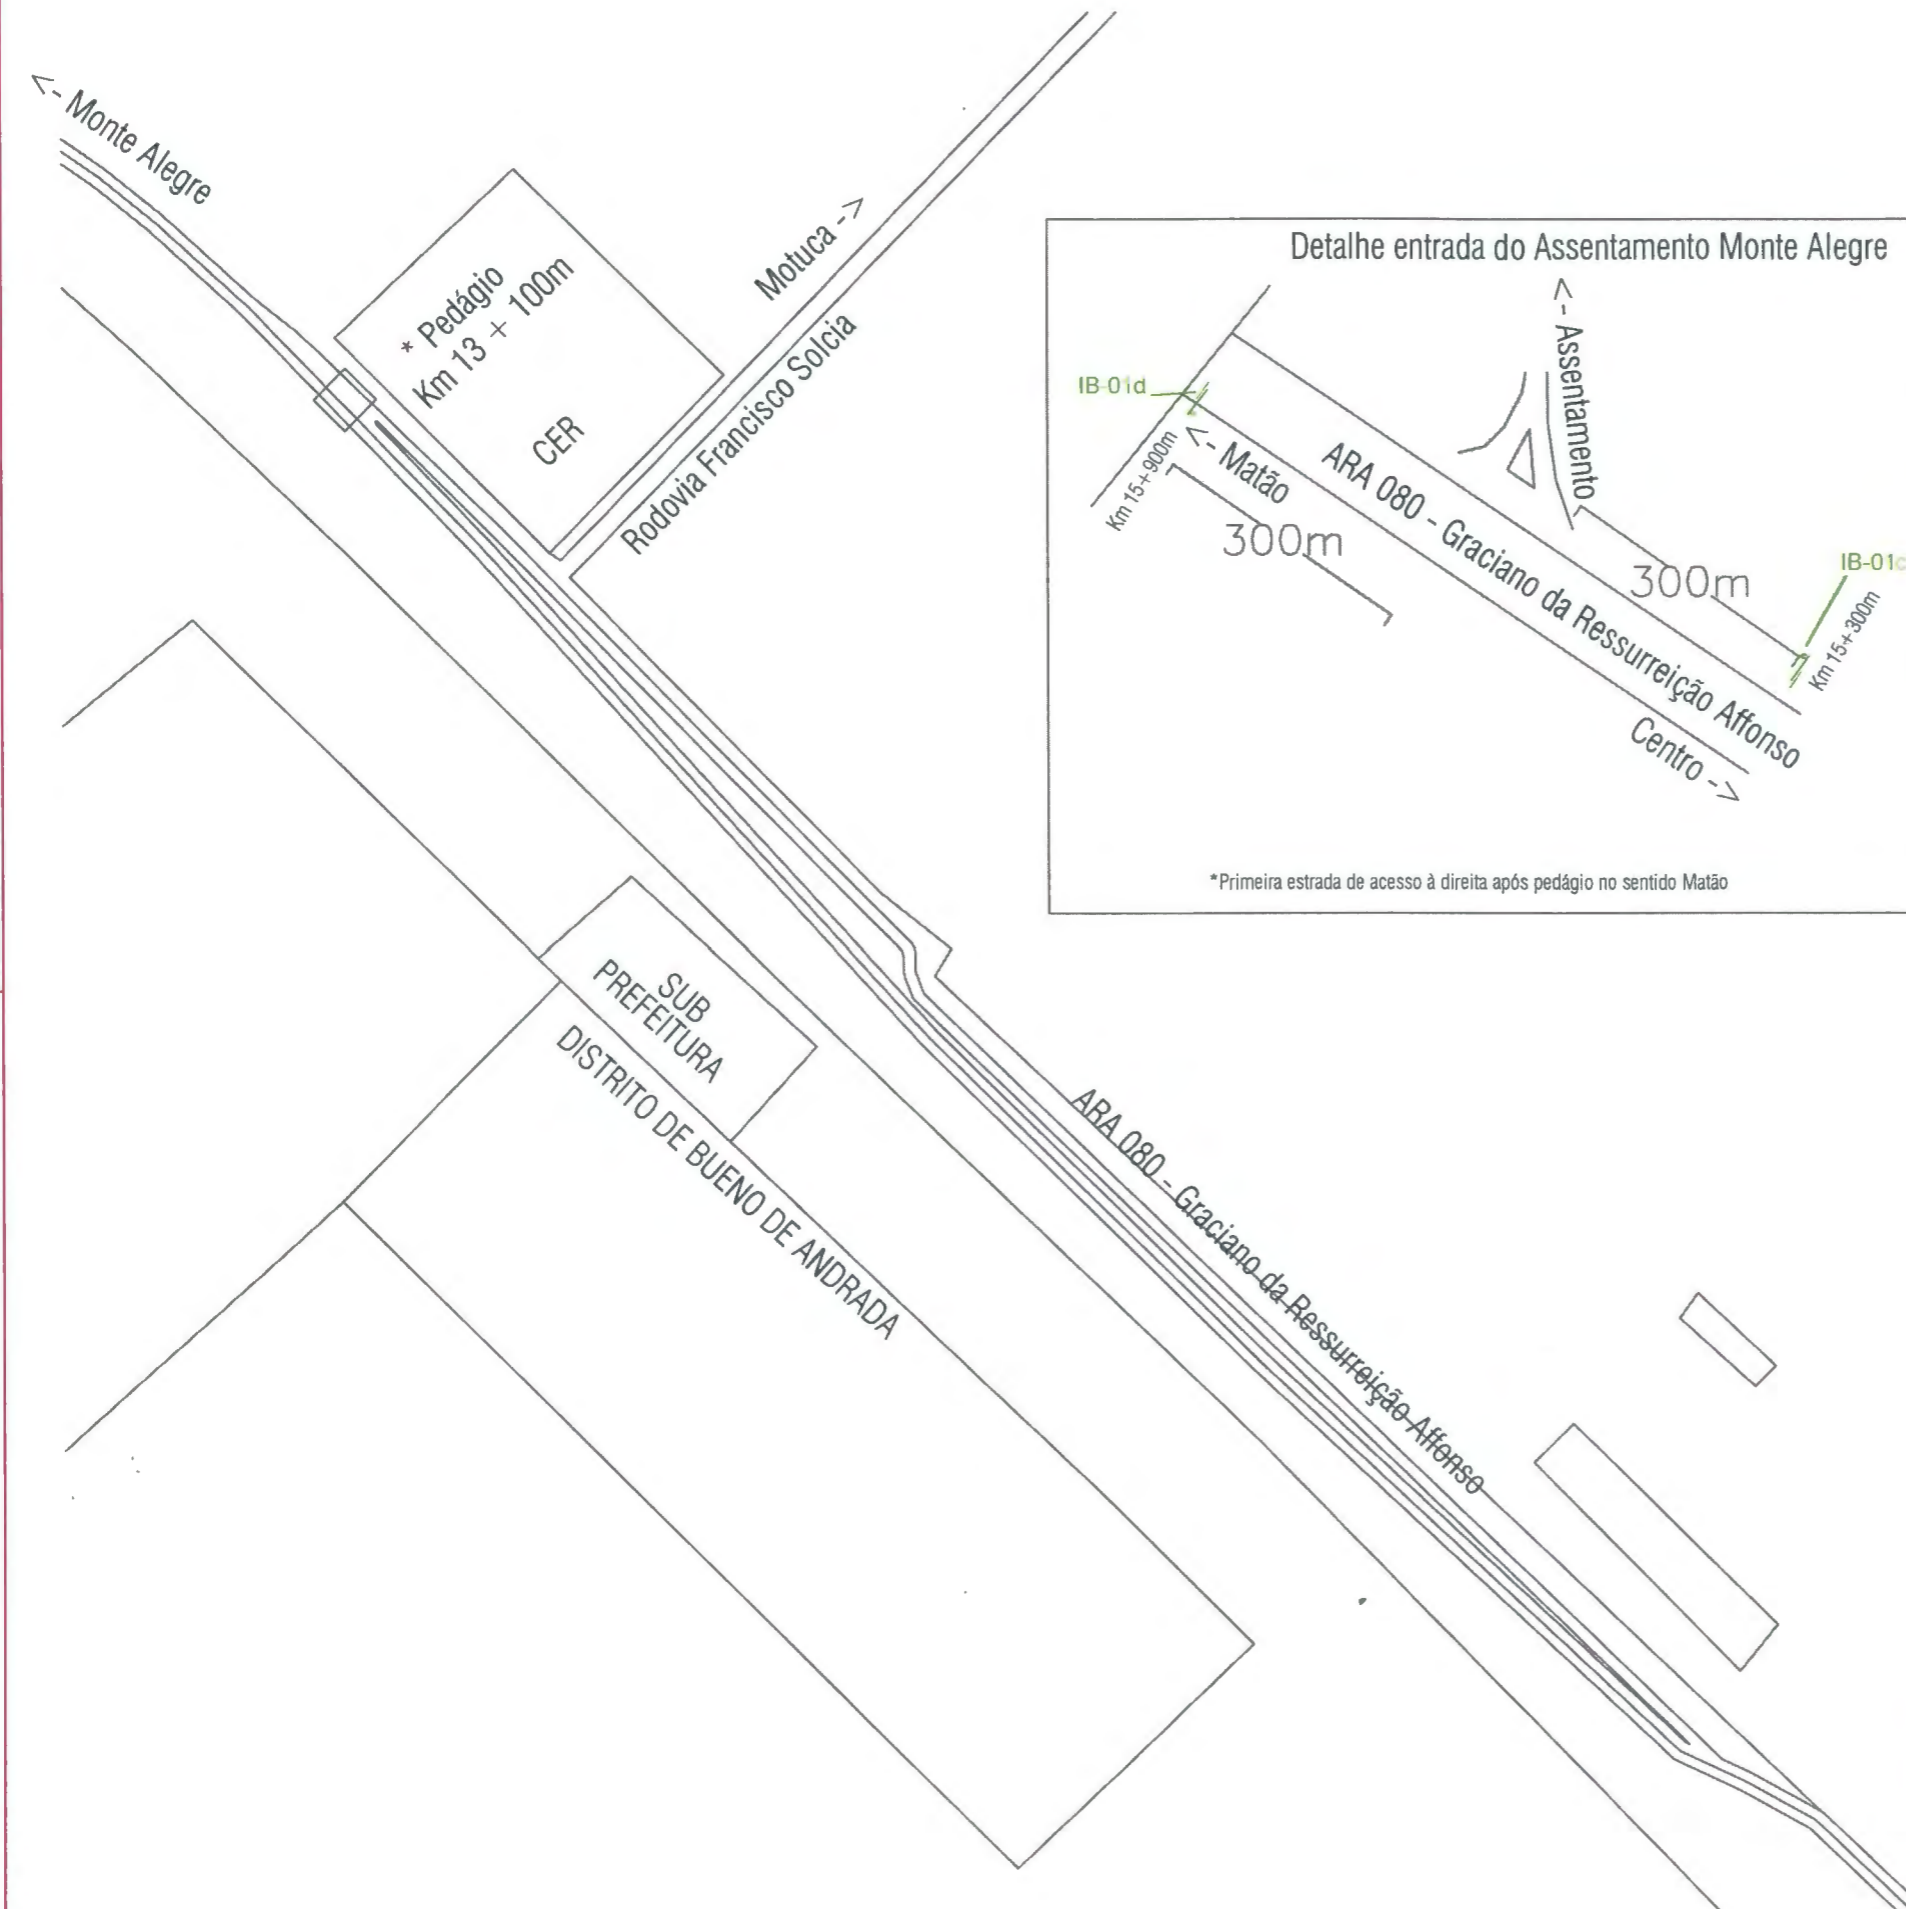 <- Monte Alegre
* Pedágio
Km 13 + 100m
CER
Motuca ->
Rodovia Francisco Solcia
Detalhe entrada do Assentamento Monte Alegre
<- Assentamento
IB-01d
Km 15+900m
<- Matão
300m
ARA 080 - Graciano da Ressurreição Affonso
300m
IB-01c
Km 15+300m
Centro ->
*Primeira estrada de acesso à direita após pedágio no sentido Matão
SUB
PREFEITURA
DISTRITO DE BUENO DE ANDRADA
ARA 080 - Graciano da Ressurreição Affonso